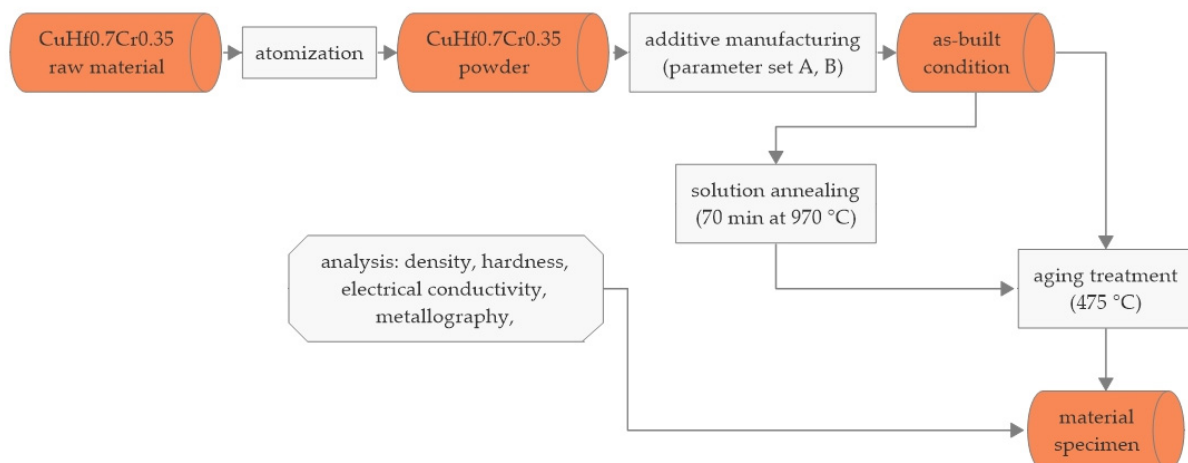 CuHf0.7Cr0.35
raw material
atomization
CuHf0.7Cr0.35
powder
additive manufacturing
(parameter set A, B)
as-built
condition
solution annealing
(70 min at 970 °C)
analysis: density, hardness,
electrical conductivity,
metallography,
aging treatment
(475 °C)
material
specimen